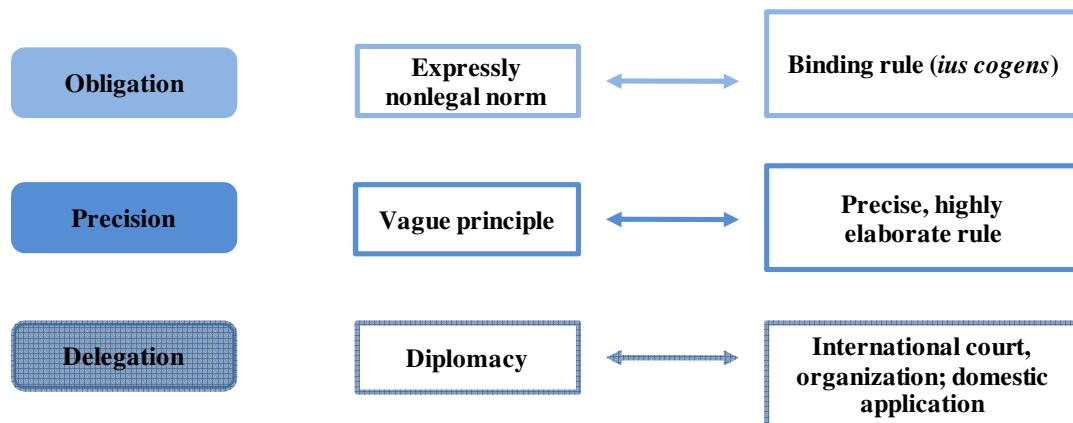 Obligation
Expressly
nonlegal norm
Binding rule (ius cogens)
Precision
Vague principle
Precise, highly
elaborate rule
Delegation
Diplomacy
International court,
organization; domestic
application